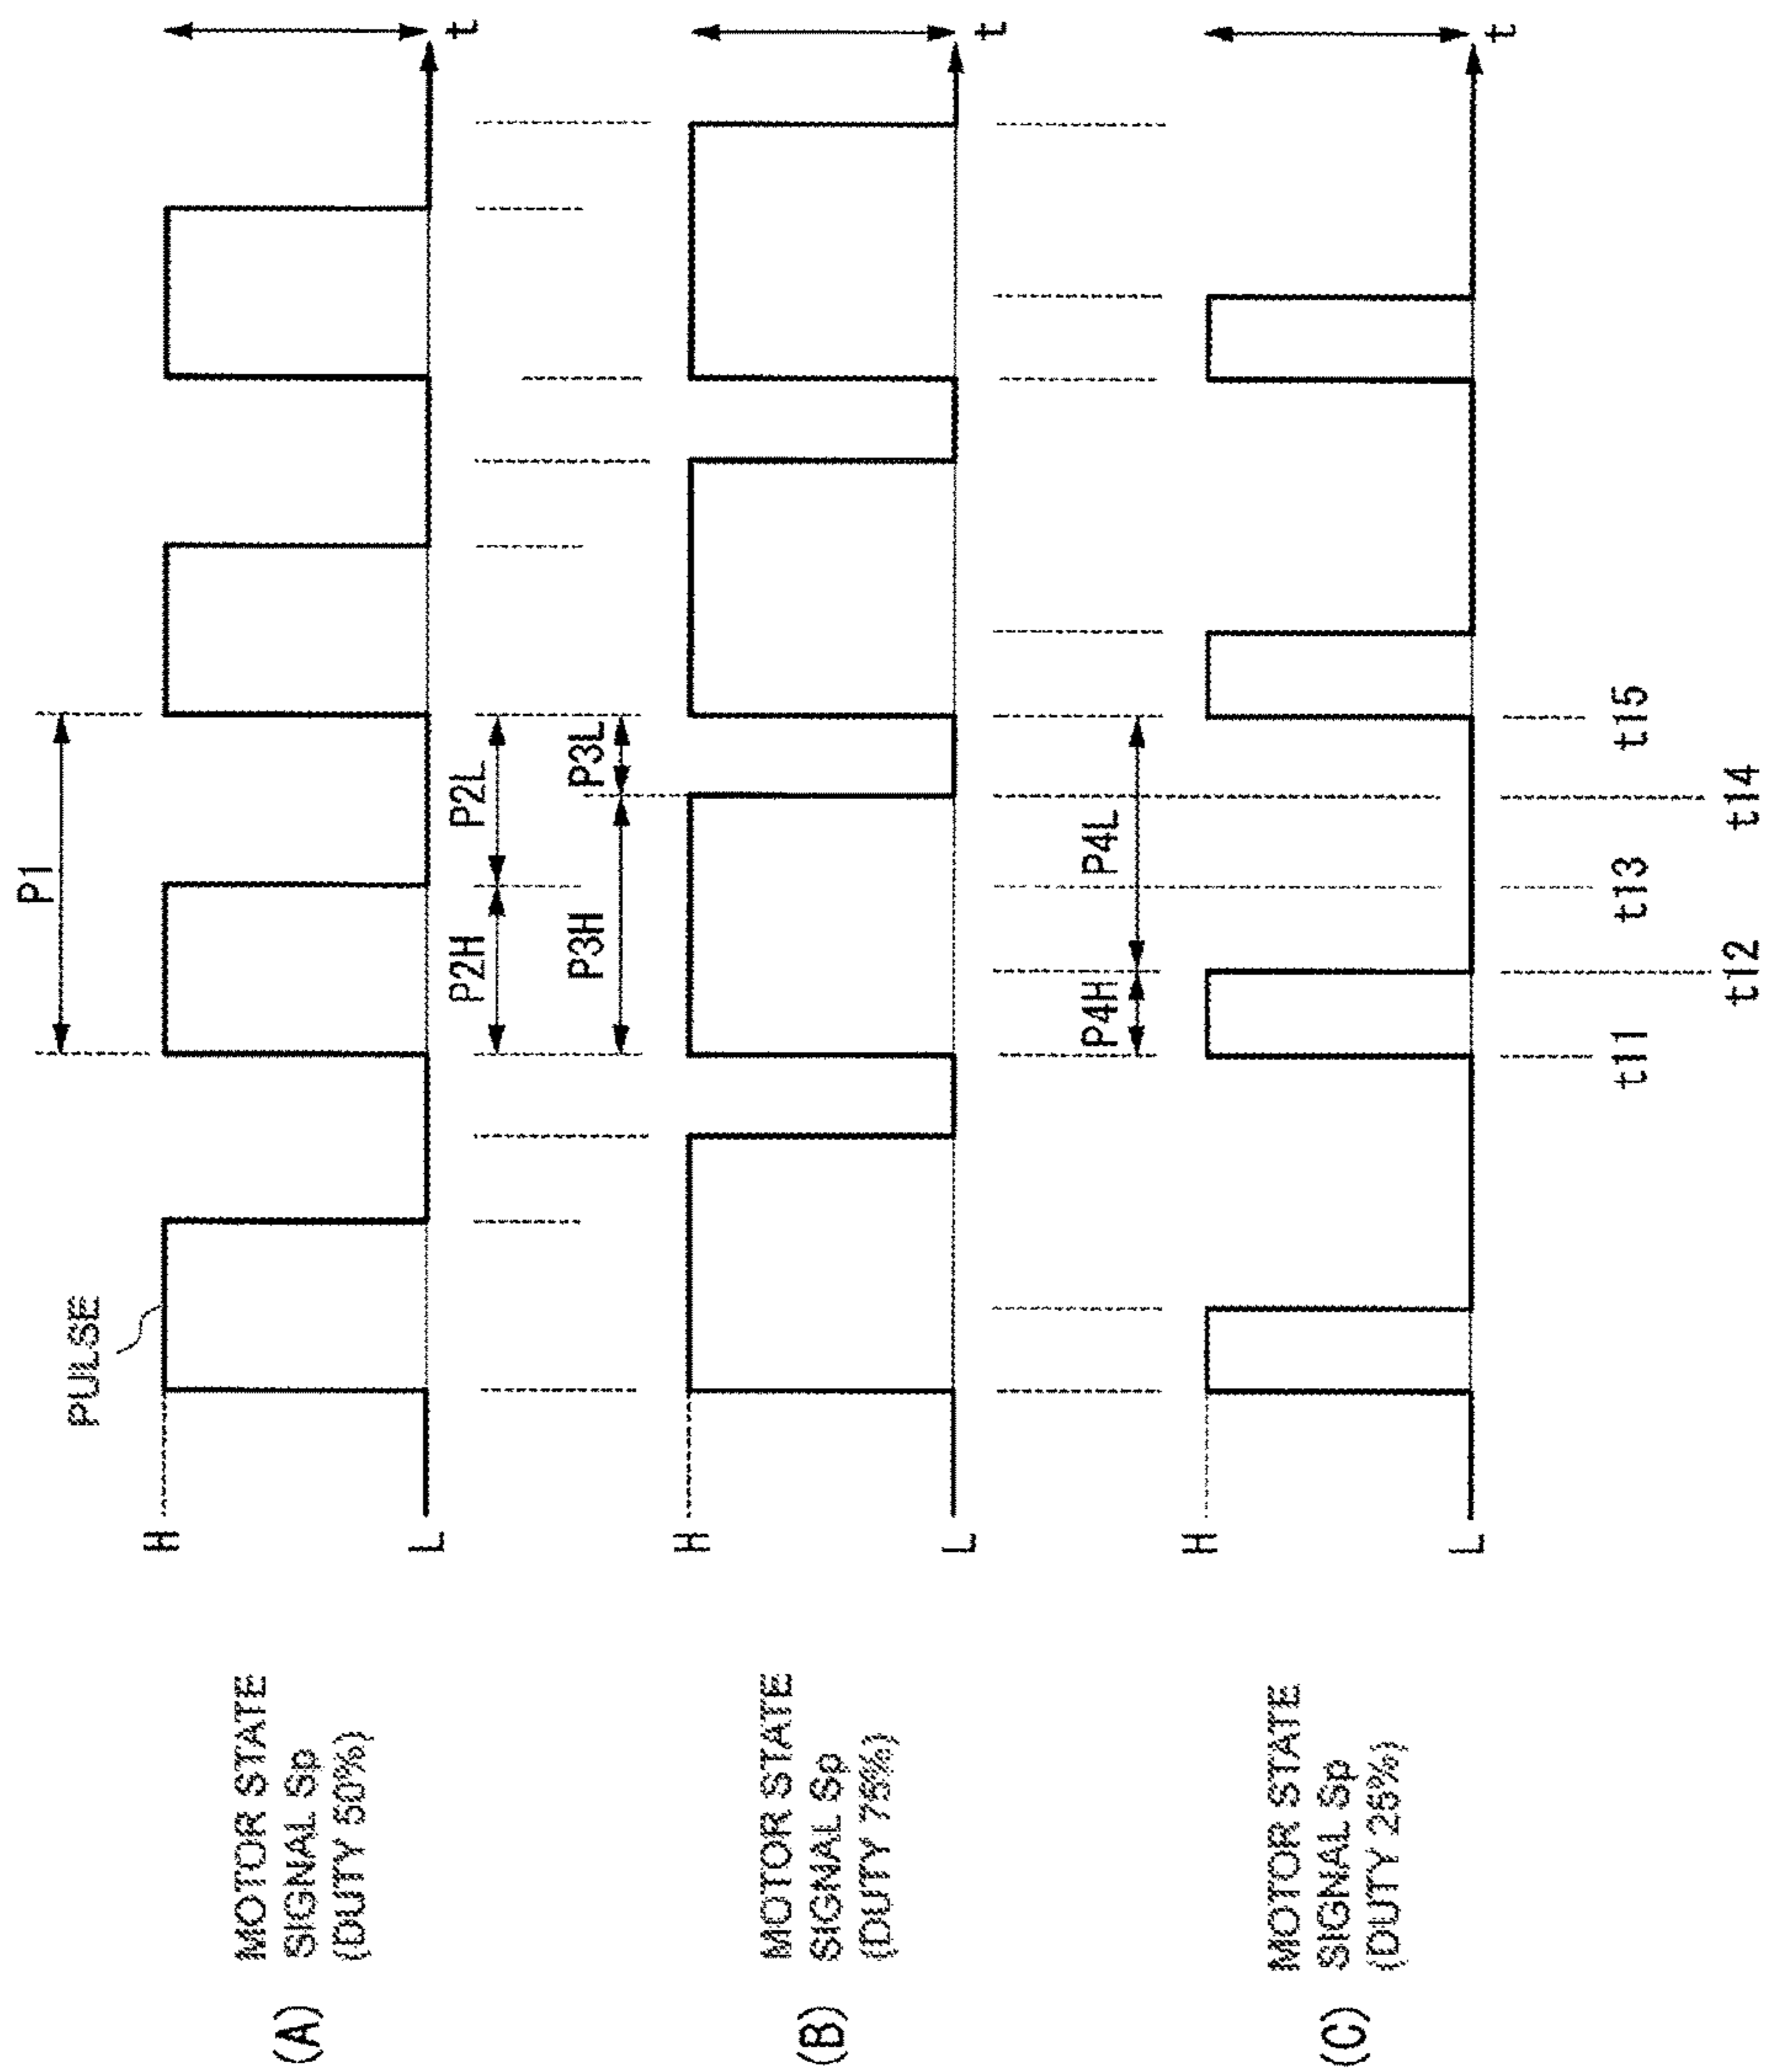 P1
PULSE
H
(A) MOTOR STATE
SIGNAL Sp
(DUTY 50%)
L
t
P2H
P2L
P3H
P3L
H
(B) MOTOR STATE
SIGNAL Sp
(DUTY 75%)
L
t
P4H
P4L
H
(C) MOTOR STATE
SIGNAL Sp
(DUTY 25%)
L
t
t11
t12
t13
t14
t15